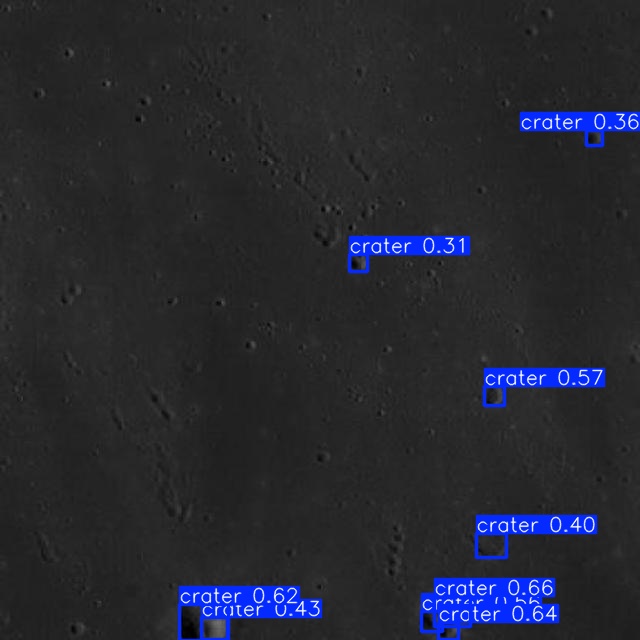 crater 0.36
crater 0.31
crater 0.57
crater 0.40
crater 0.66
crater 0.62
crater 0.43
crater 0.64